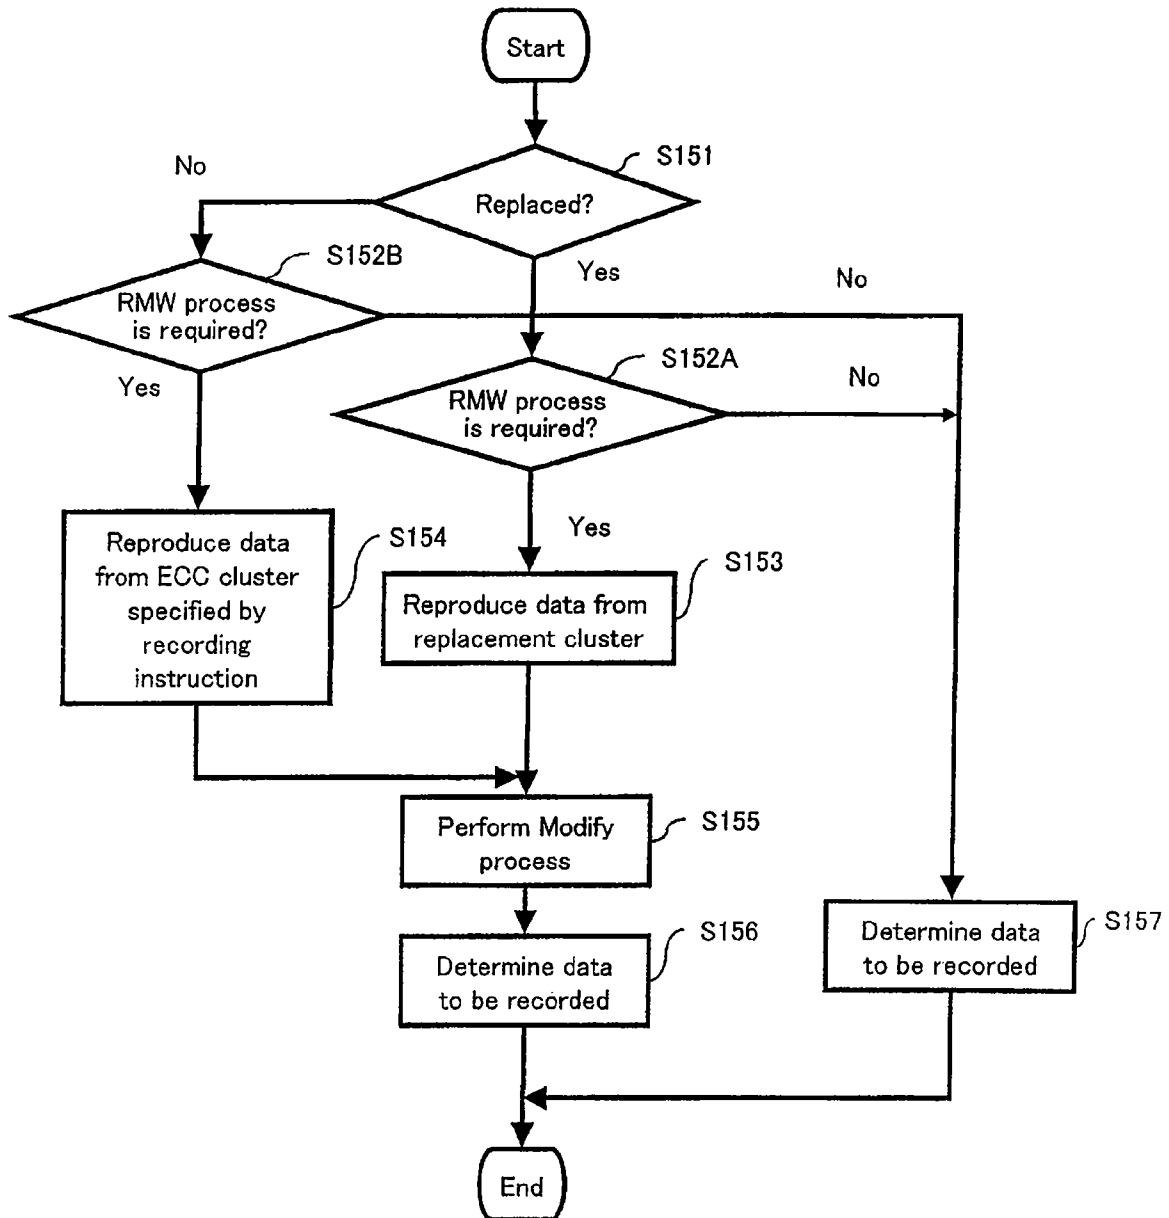 Start
No
S151
Replaced?
S152B
Yes
No
RMW process
is required?
S152A
Yes
No
RMW process
is required?
Yes
S154
Reproduce data
from ECC cluster
specified by
recording
instruction
S153
Reproduce data from
replacement cluster
S155
Perform Modify
process
S156
S157
Determine data
to be recorded
Determine data
to be recorded
End